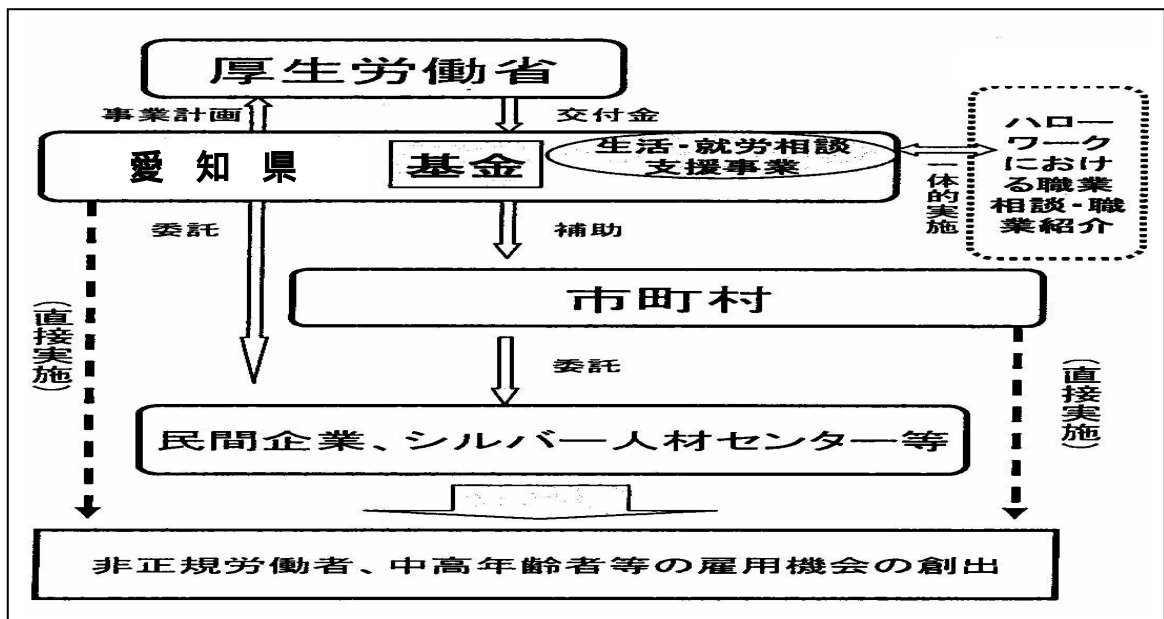 厚生労働省
事業計画
交付金
愛知県
基金
生活・就労相談
支援事業
一体的実施
ハロー
ワーク
におけ
る職業
相談・職
業紹介
委託
補助
市町村
(直接実施)
委託
(直接実施)
民間企業、シルバー人材センター等
非正規労働者、中高年齢者等の雇用機会の創出